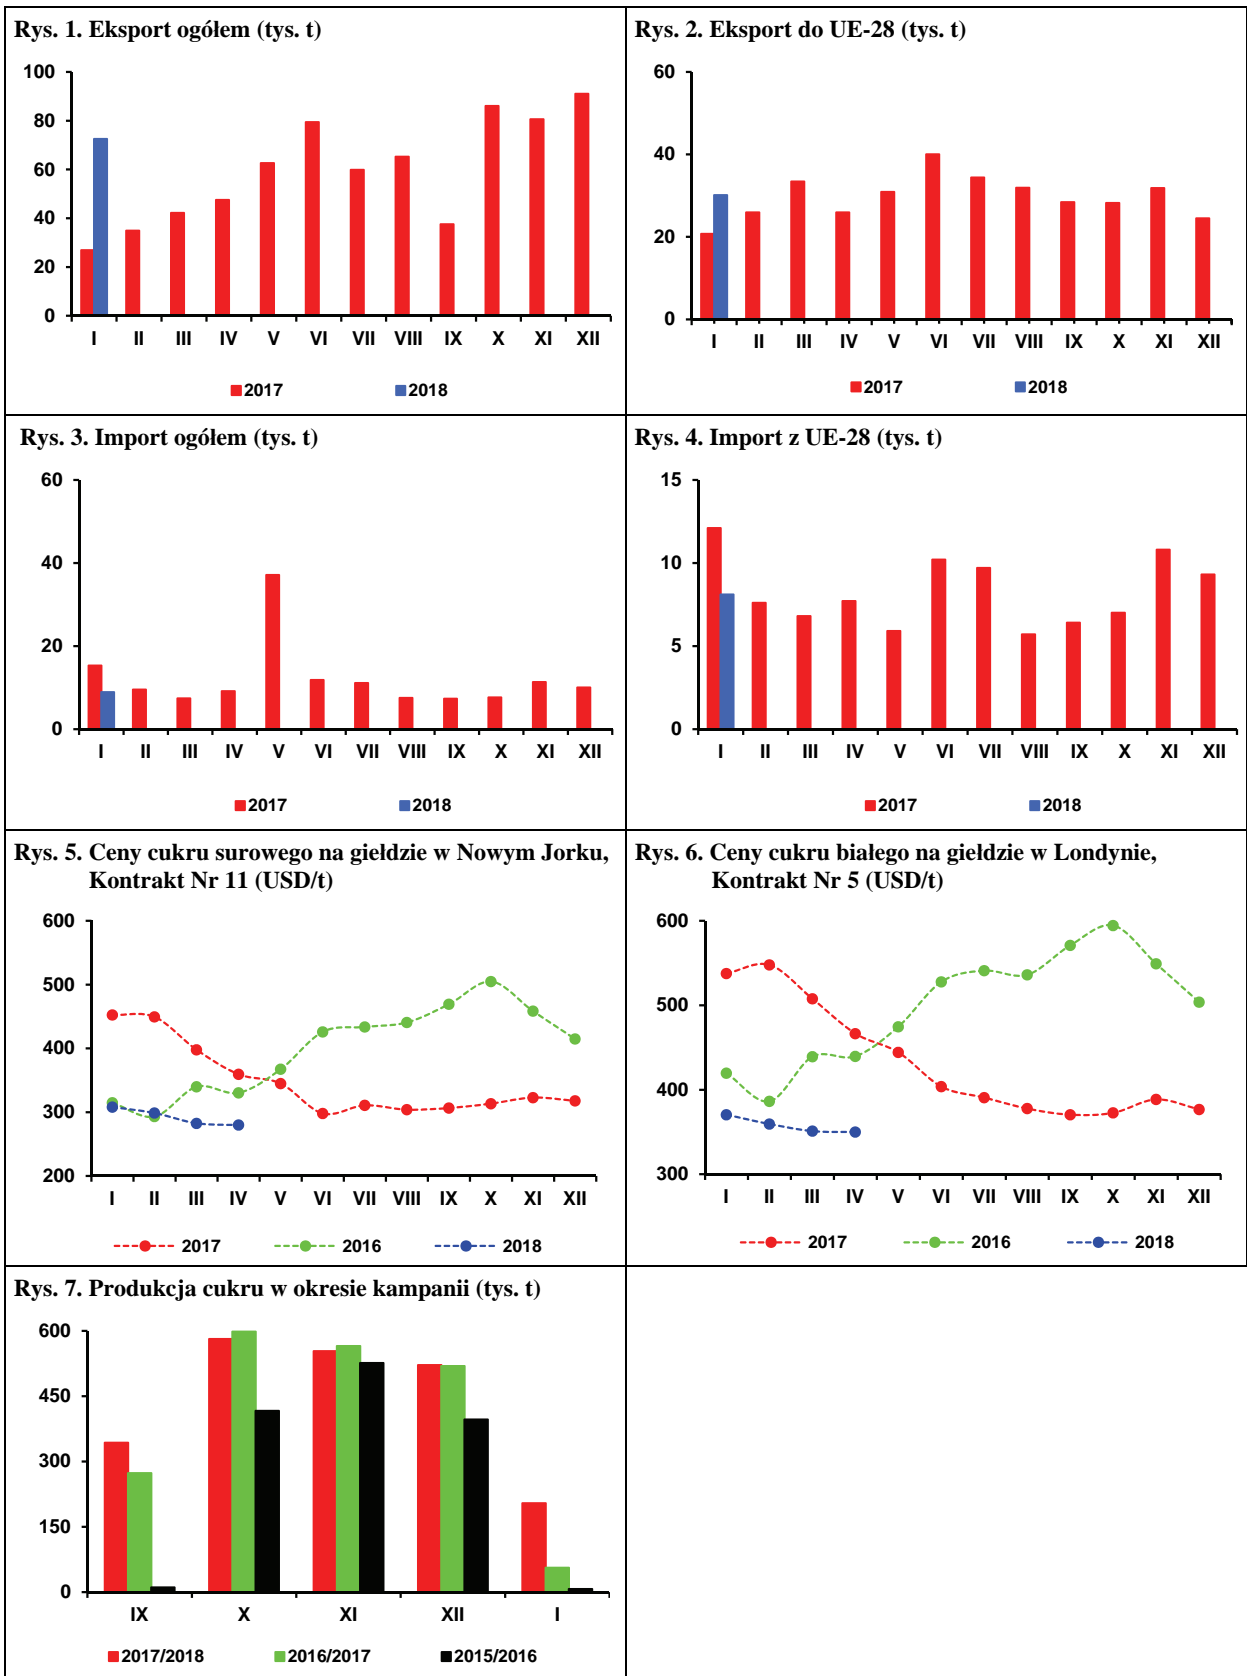 Rys. 1. Eksport ogółem (tys. t)
100
80
60
40
20
0
I II III IV V VI VII VIII IX X XI XII
2017 2018
Rys. 2. Eksport do UE-28 (tys. t)
60
40
20
0
I II III IV V VI VII VIII IX X XI XII
2017 2018
Rys. 3. Import ogółem (tys. t)
60
40
20
0
I II III IV V VI VII VIII IX X XI XII
2017 2018
Rys. 4. Import z UE-28 (tys. t)
15
10
5
0
I II III IV V VI VII VIII IX X XI XII
2017 2018
Rys. 5. Ceny cukru surowego na giełdzie w Nowym Jorku,
Kontrakt Nr 11 (USD/t)
600
500
400
300
200
I II III IV V VI VII VIII IX X XI XII
2017 2016 2018
Rys. 6. Ceny cukru białego na giełdzie w Londynie,
Kontrakt Nr 5 (USD/t)
600
500
400
300
I II III IV V VI VII VIII IX X XI XII
2017 2016 2018
Rys. 7. Produkcja cukru w okresie kampanii (tys. t)
600
450
300
150
0
IX X XI XII I
2017/2018 2016/2017 2015/2016